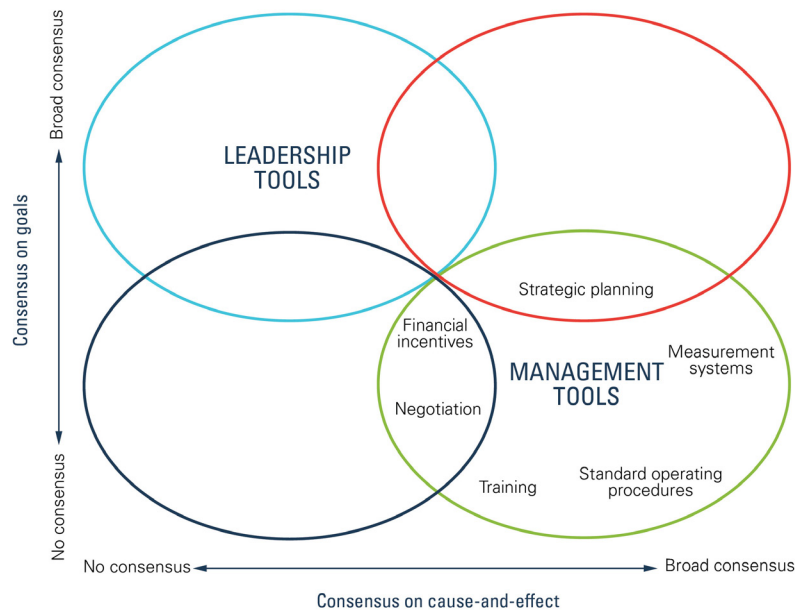 Broad consensus
LEADERSHIP
TOOLS
Consensus on goals
Strategic planning
Financial
incentives
Measurement
systems
MANAGEMENT
TOOLS
Negotiation
Training
Standard operating
procedures
No consensus
No consensus
Broad consensus
Consensus on cause-and-effect